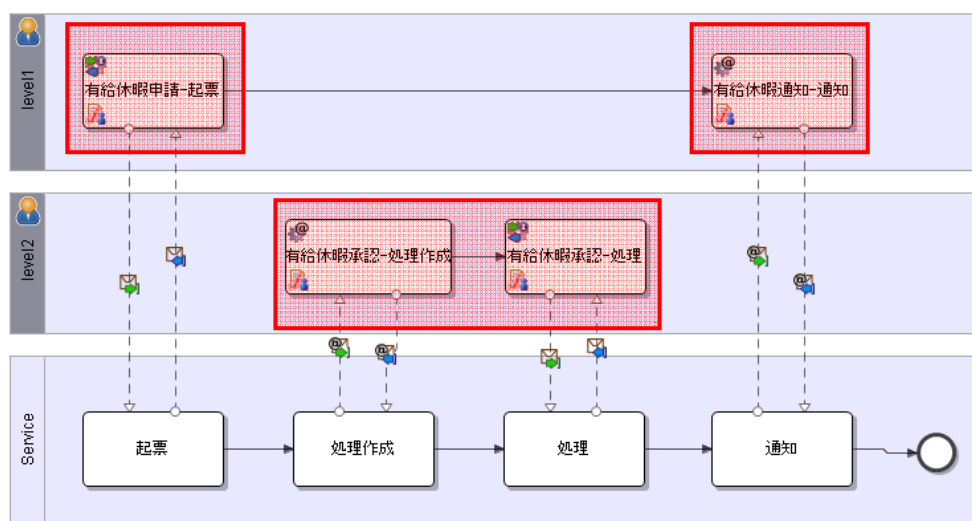 level1
有給休暇申請-起票
有給休暇通知-通知
level2
有給休暇承認-処理作成
有給休暇承認-処理
Service
起票
処理作成
処理
通知